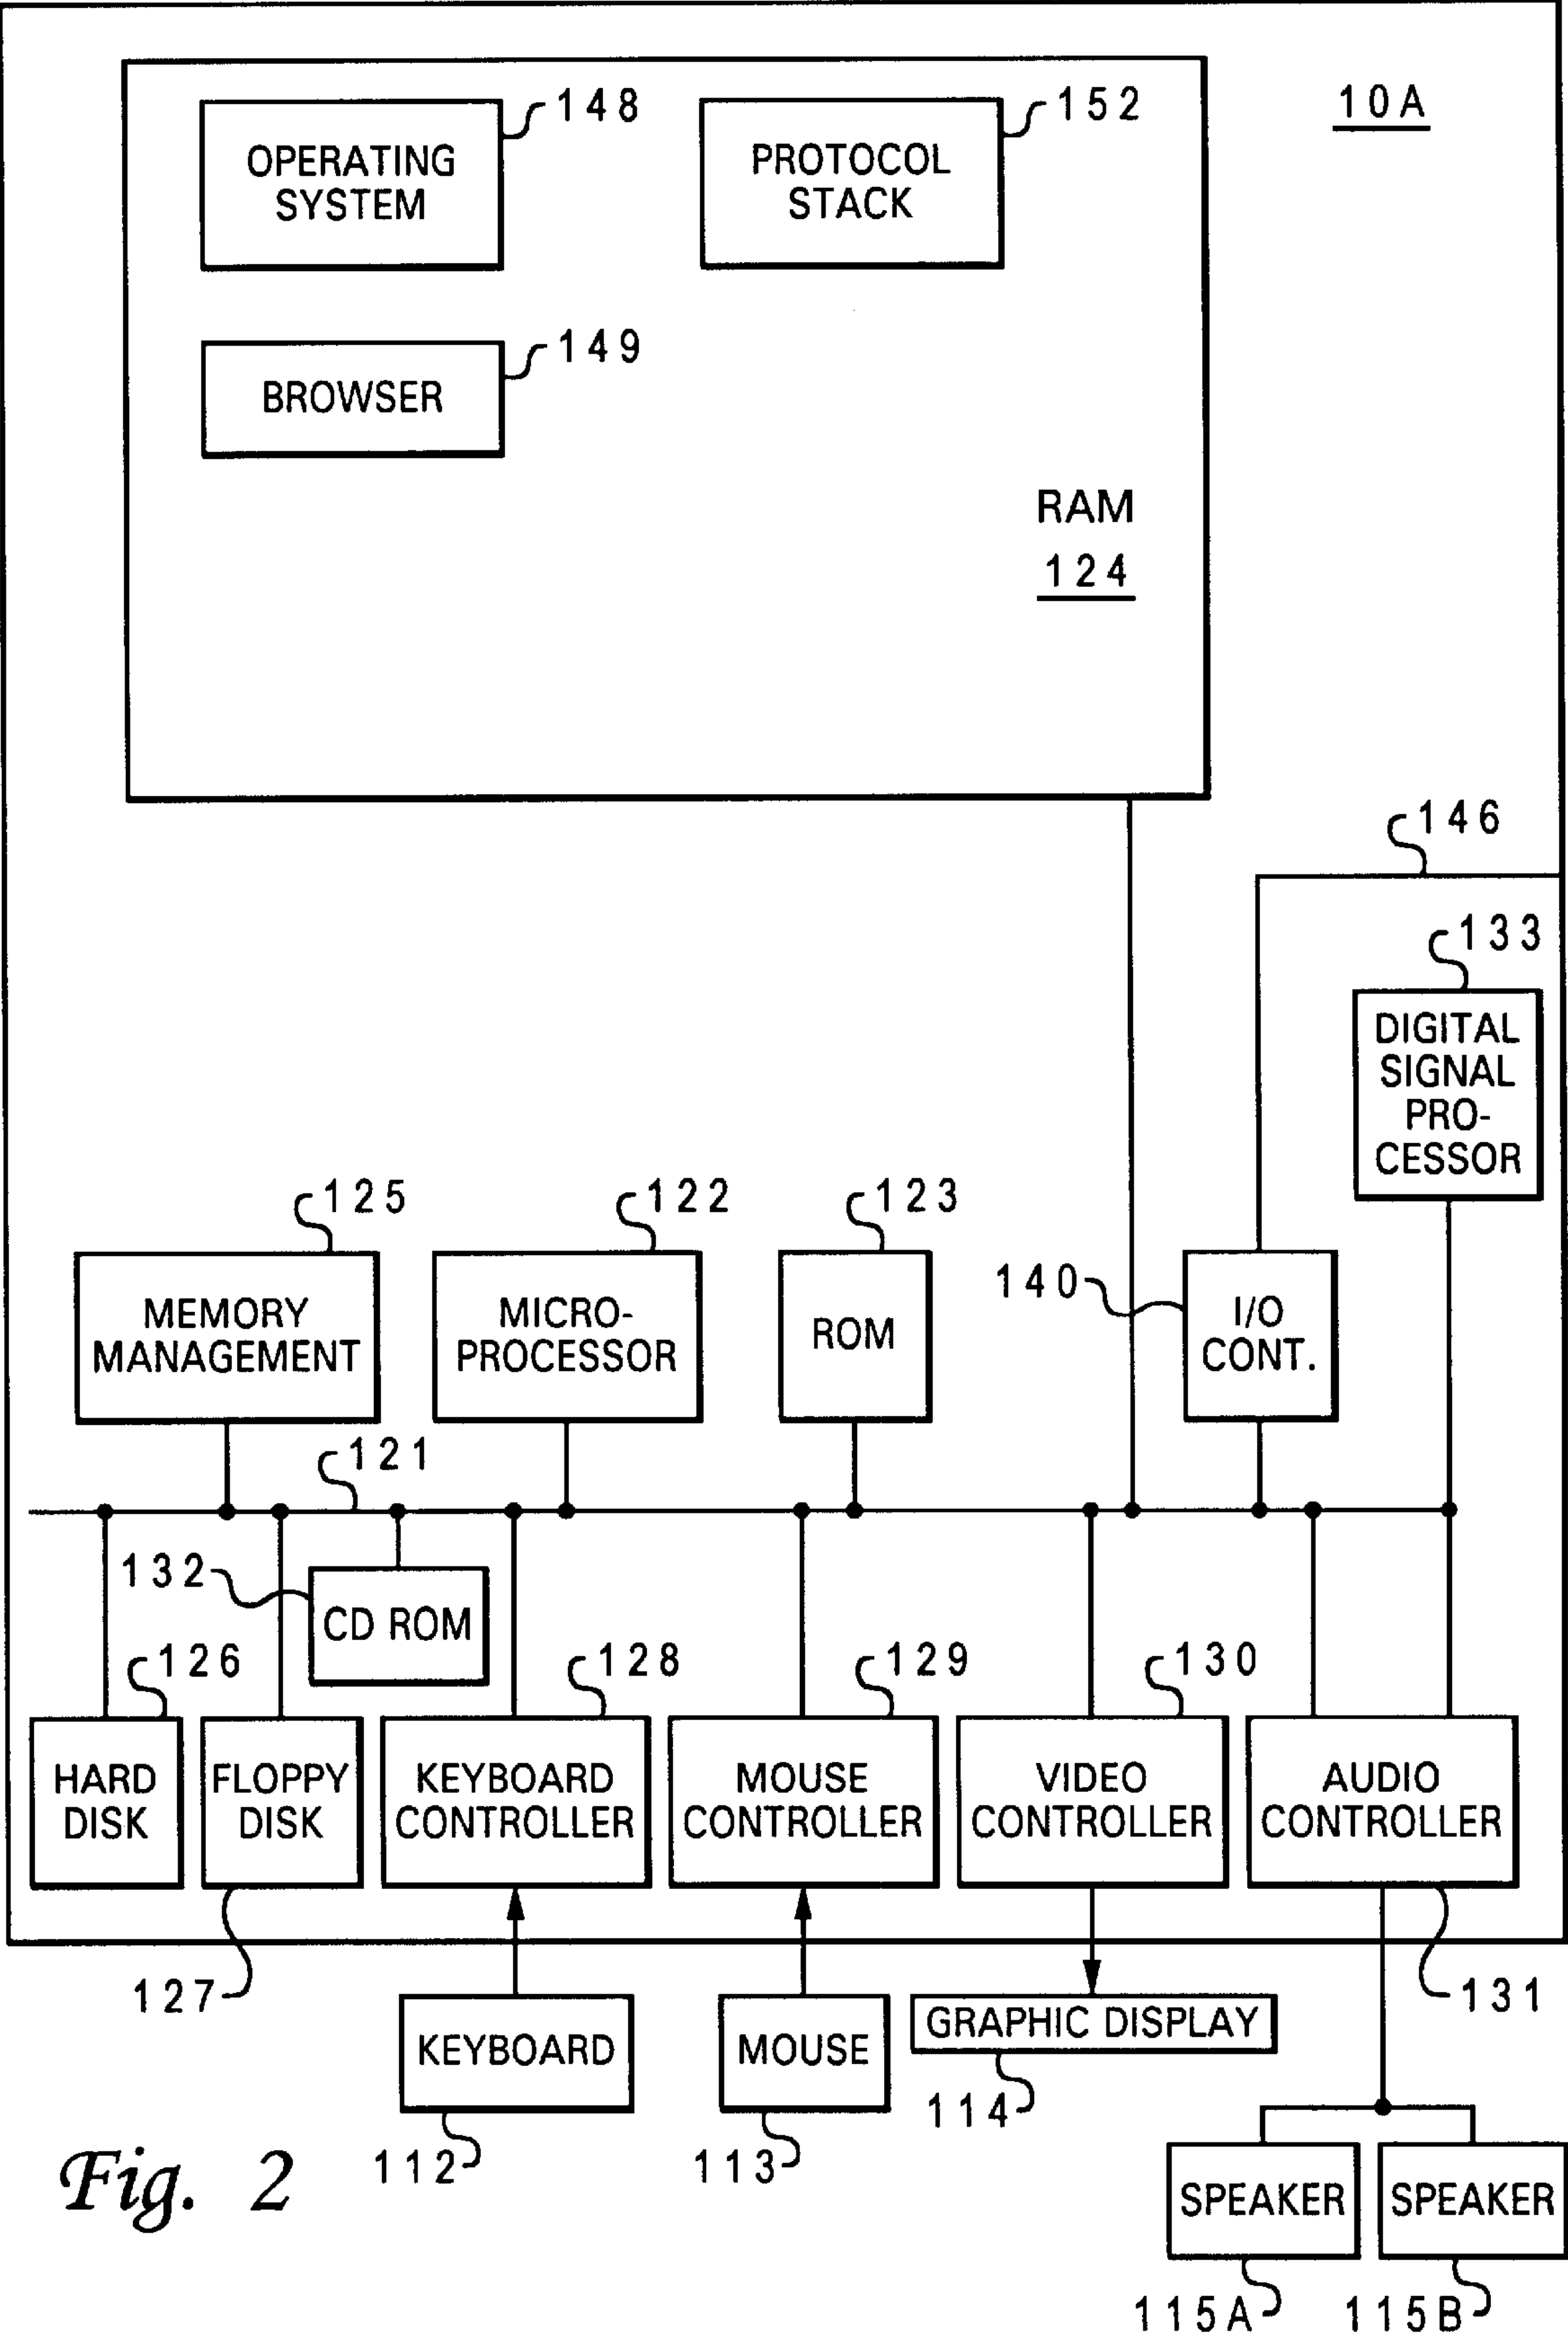 10A
148
152
OPERATING
SYSTEM
PROTOCOL
STACK
149
BROWSER
RAM
124
146
133
DIGITAL
SIGNAL
PRO-
CESSOR
125
122
123
140
MEMORY
MANAGEMENT
MICRO-
PROCESSOR
ROM
I/O
CONT.
121
132
CD ROM
126
128
129
130
HARD
DISK
FLOPPY
DISK
KEYBOARD
CONTROLLER
MOUSE
CONTROLLER
VIDEO
CONTROLLER
AUDIO
CONTROLLER
127
131
KEYBOARD
MOUSE
GRAPHIC DISPLAY
114
112
113
Fig. 2
SPEAKER
SPEAKER
115A
115B